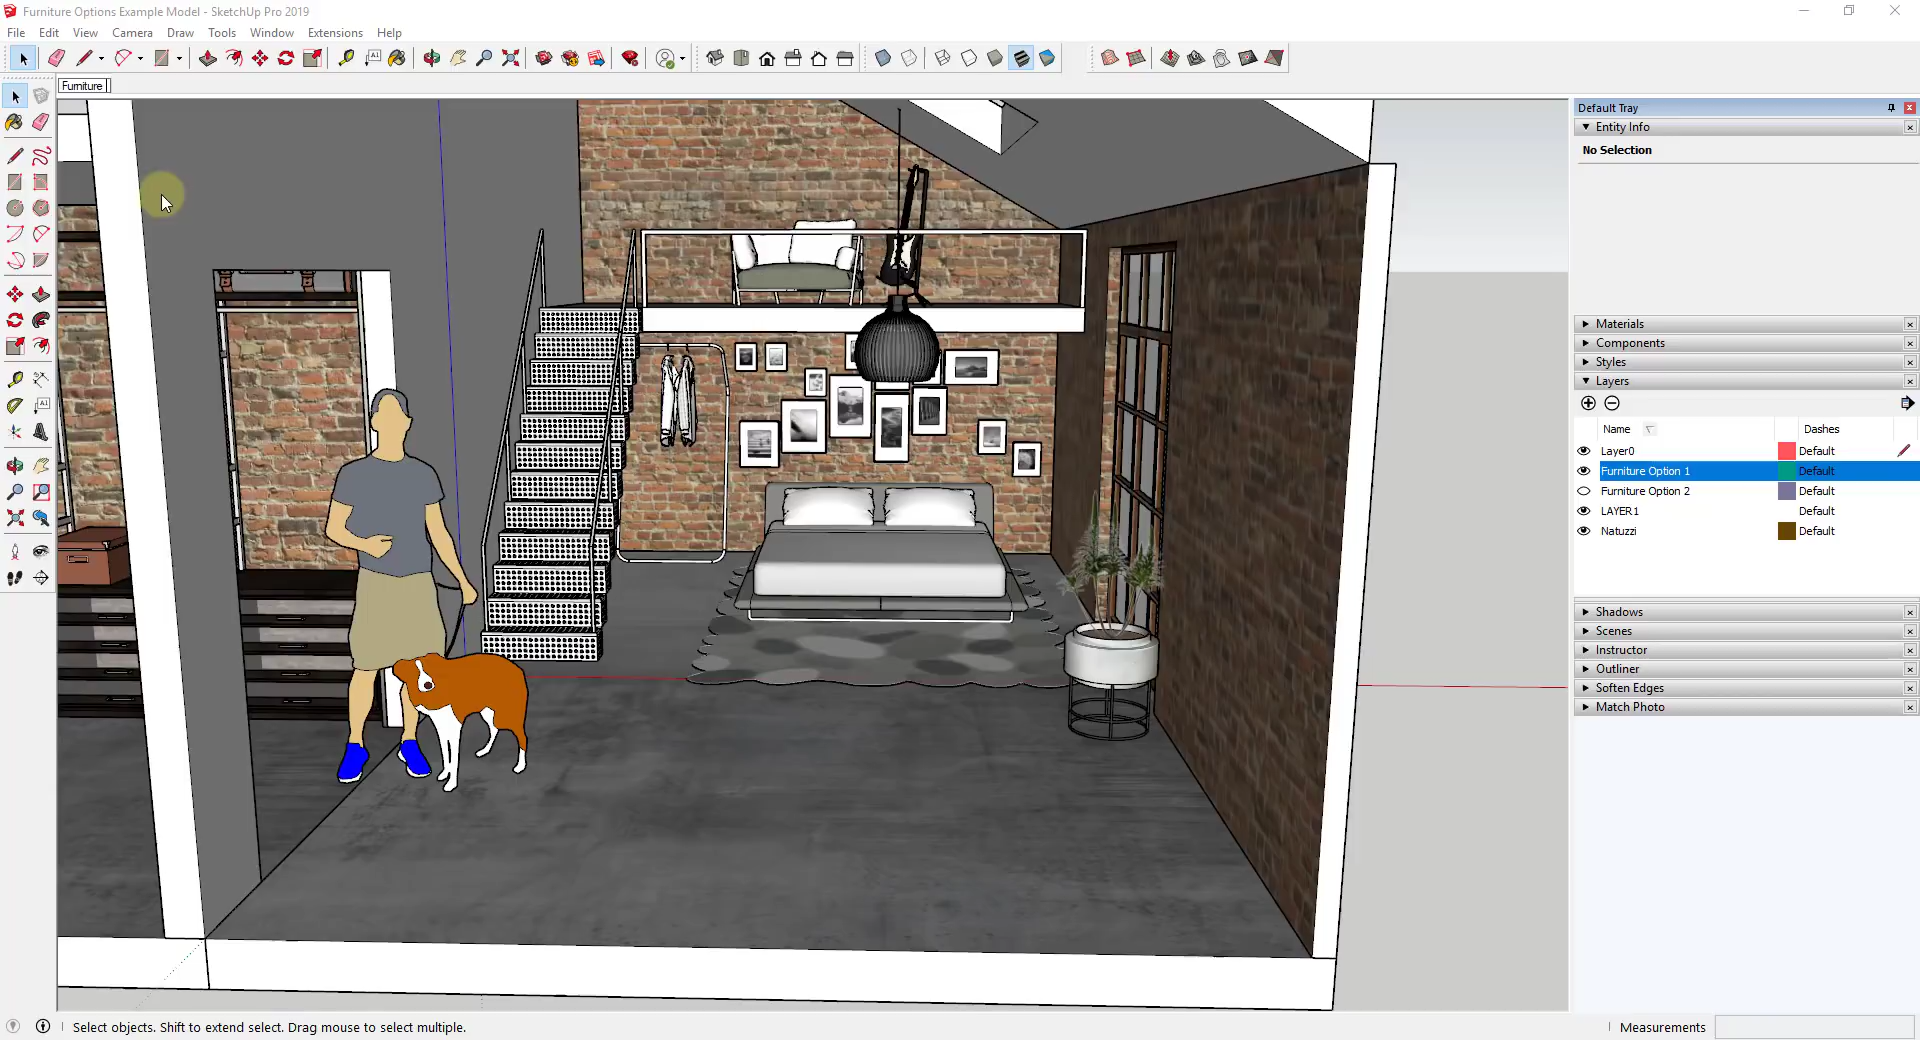 Furniture Options Example Model - SketchUp Pro 2019
File Edit View Camera Draw Tools Window Extensions Help
Furniture
Default Tray
Entity Info
No Selection
Materials
Components
Styles
Layers
Name Dashes
Layer0 Default
Furniture Option 1 Default
Furniture Option 2 Default
LAYER1 Default
Natuzzi Default
Shadows
Scenes
Instructor
Outliner
Soften Edges
Match Photo
Select objects. Shift to extend select. Drag mouse to select multiple.
Measurements